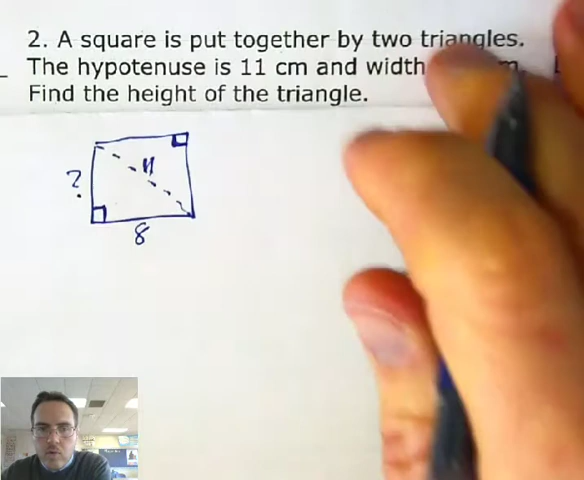 2. A square is put together by two triangles.
The hypotenuse is 11 cm and width
Find the height of the triangle.
11
?
8